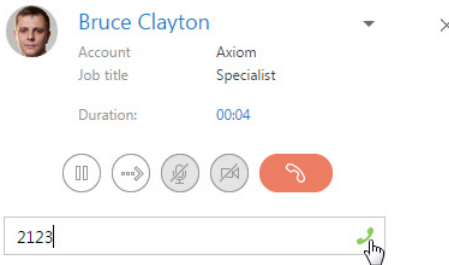 Bruce Clayton
Account Axiom
Job title Specialist
Duration: 00:04
2123